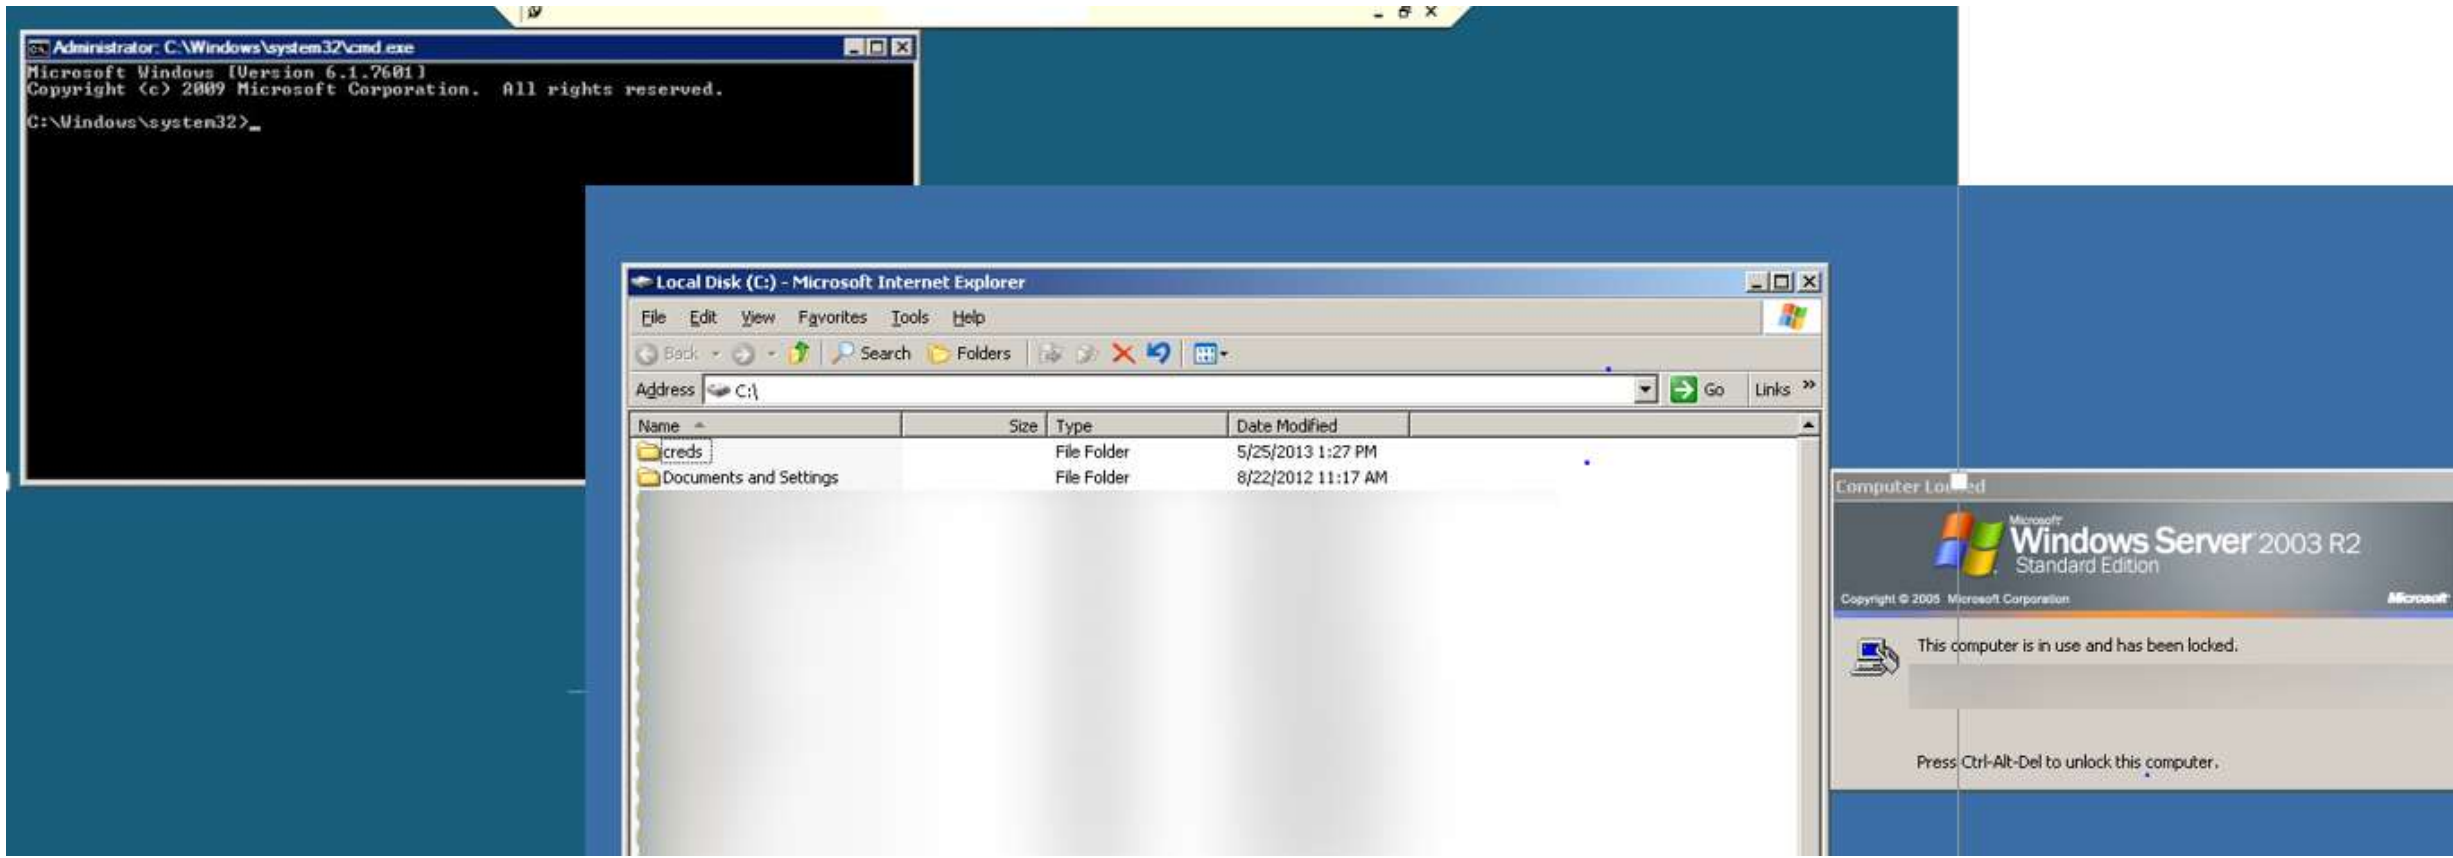 Administrator: C:\Windows\system32\cmd.exe
Microsoft Windows [Version 6.1.7601]
Copyright (c) 2009 Microsoft Corporation.  All rights reserved.
C:\Windows\system32>_
Local Disk (C:) - Microsoft Internet Explorer
File Edit View Favorites Tools Help
Back Search Folders
Address C:\ Go Links »
Name Size Type Date Modified
creds File Folder 5/25/2013 1:27 PM
Documents and Settings File Folder 8/22/2012 11:17 AM
Computer Locked
Microsoft
Windows Server 2003 R2
Standard Edition
Copyright © 2005 Microsoft Corporation Microsoft
This computer is in use and has been locked.
Press Ctrl-Alt-Del to unlock this computer.